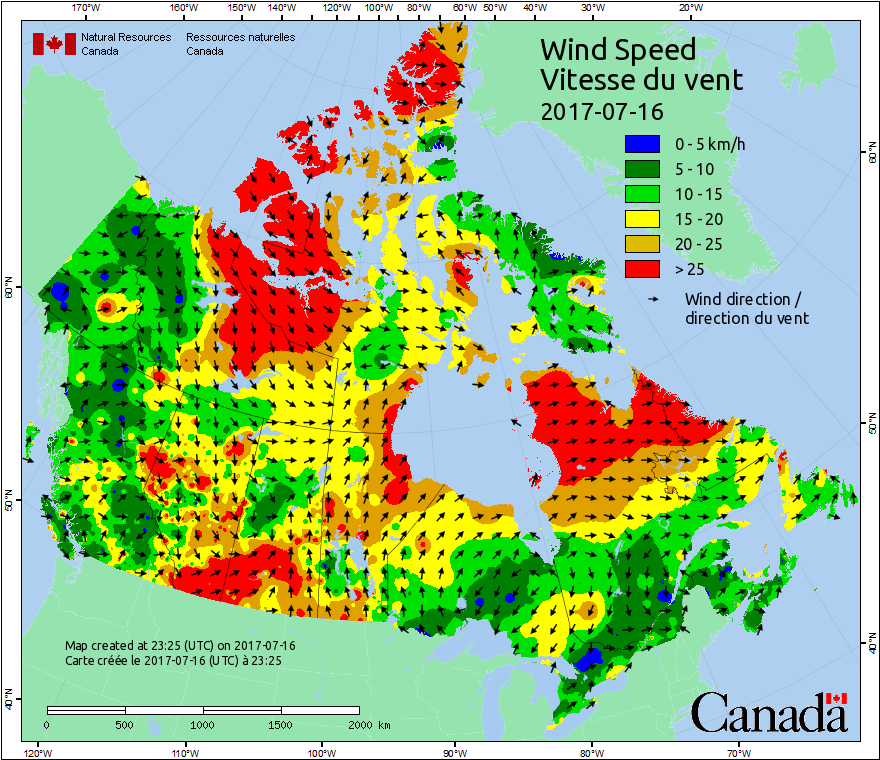 170°W 160°W 150°W 140°W 120°W 100°W 80°W 60°W 50°W 40°W 30°W 20°W
Natural Resources Ressources naturelles
Canada Canada
Wind Speed
Vitesse du vent
2017-07-16
0 - 5 km/h
5 - 10
10 - 15
15 - 20
20 - 25
> 25
Wind direction /
direction du vent
60°N
60°N
50°N
50°N
40°N
40°N
Map created at 23:25 (UTC) on 2017-07-16
Carte créée le 2017-07-16 (UTC) à 23:25
0 500 1000 1500 2000 km
Canada
120°W 110°W 100°W 90°W 80°W 70°W